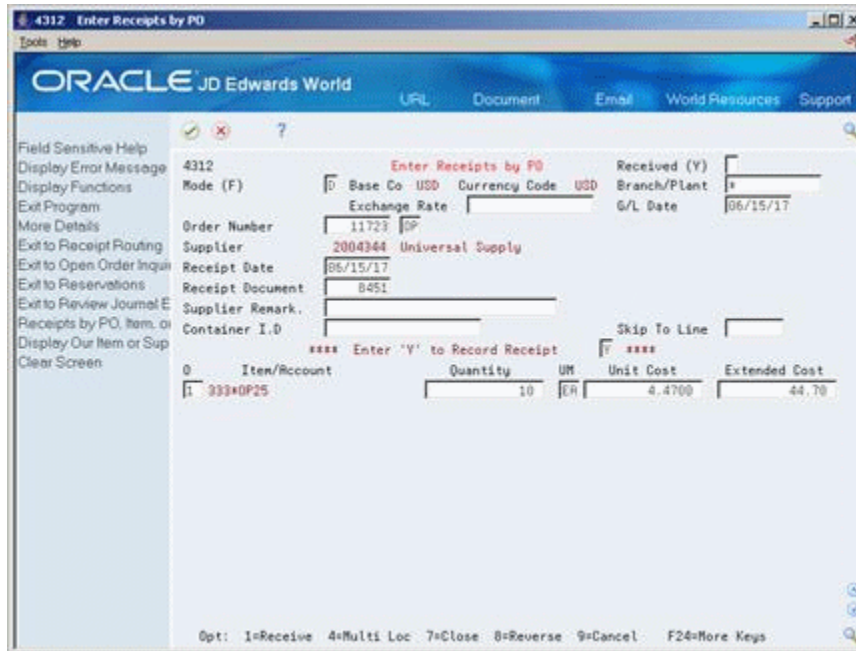 4312 Enter Receipts by PO
Tools Help
ORACLE JD Edwards World
URL Document Email World Resources Support
Field Sensitive Help
Display Error Message
Display Functions
Exit Program
More Details
Exit to Receipt Routing
Exit to Open Order Inqui
Exit to Reservations
Exit to Review Journal E
Receipts by PO, Item, or
Display Our Item or Sup
Clear Screen
?
4312 Enter Receipts by PO Received (Y)
Mode (F) D Base Co USD Currency Code USD Branch/Plant *
Exchange Rate G/L Date 06/15/17
Order Number 11723 OP
Supplier 2004344 Universal Supply
Receipt Date 06/15/17
Receipt Document 8451
Supplier Remark.
Container I.D Skip To Line
**** Enter 'Y' to Record Receipt Y ****
O Item/Account Quantity UM Unit Cost Extended Cost
1 333*OP25 10 EA 4.4700 44.70
Opt: 1=Receive 4=Multi Loc 7=Close 8=Reverse 9=Cancel F24=More Keys